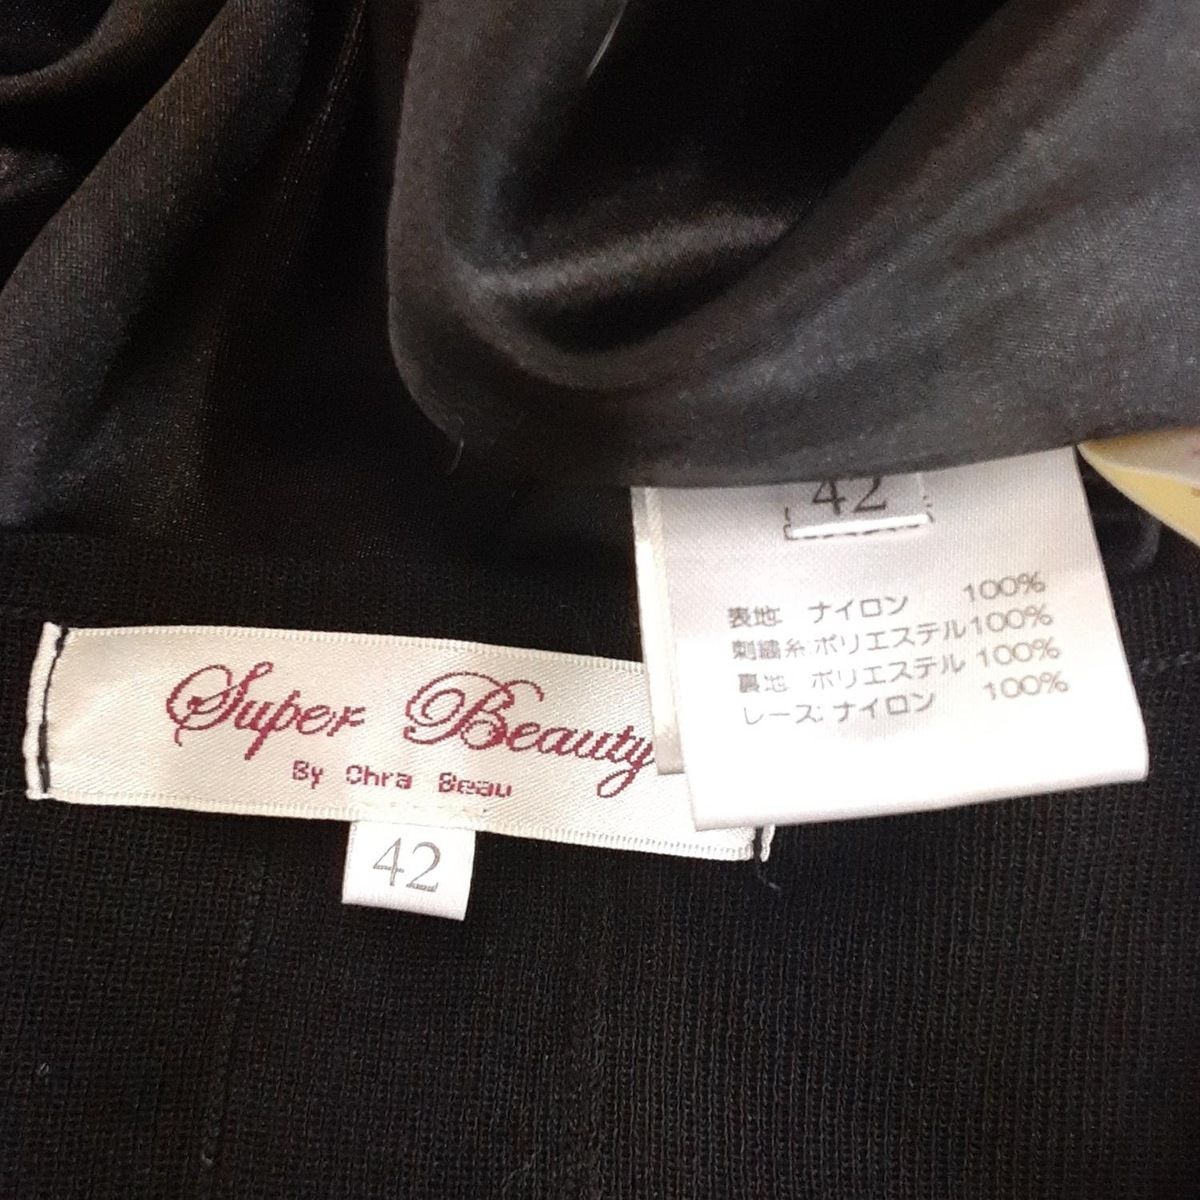 42
表地 ナイロン 100%
刺繍糸:ポリエステル100%
裏地 ポリエステル 100%
レース:ナイロン 100%
Super Beauty
By Chra Beau
42